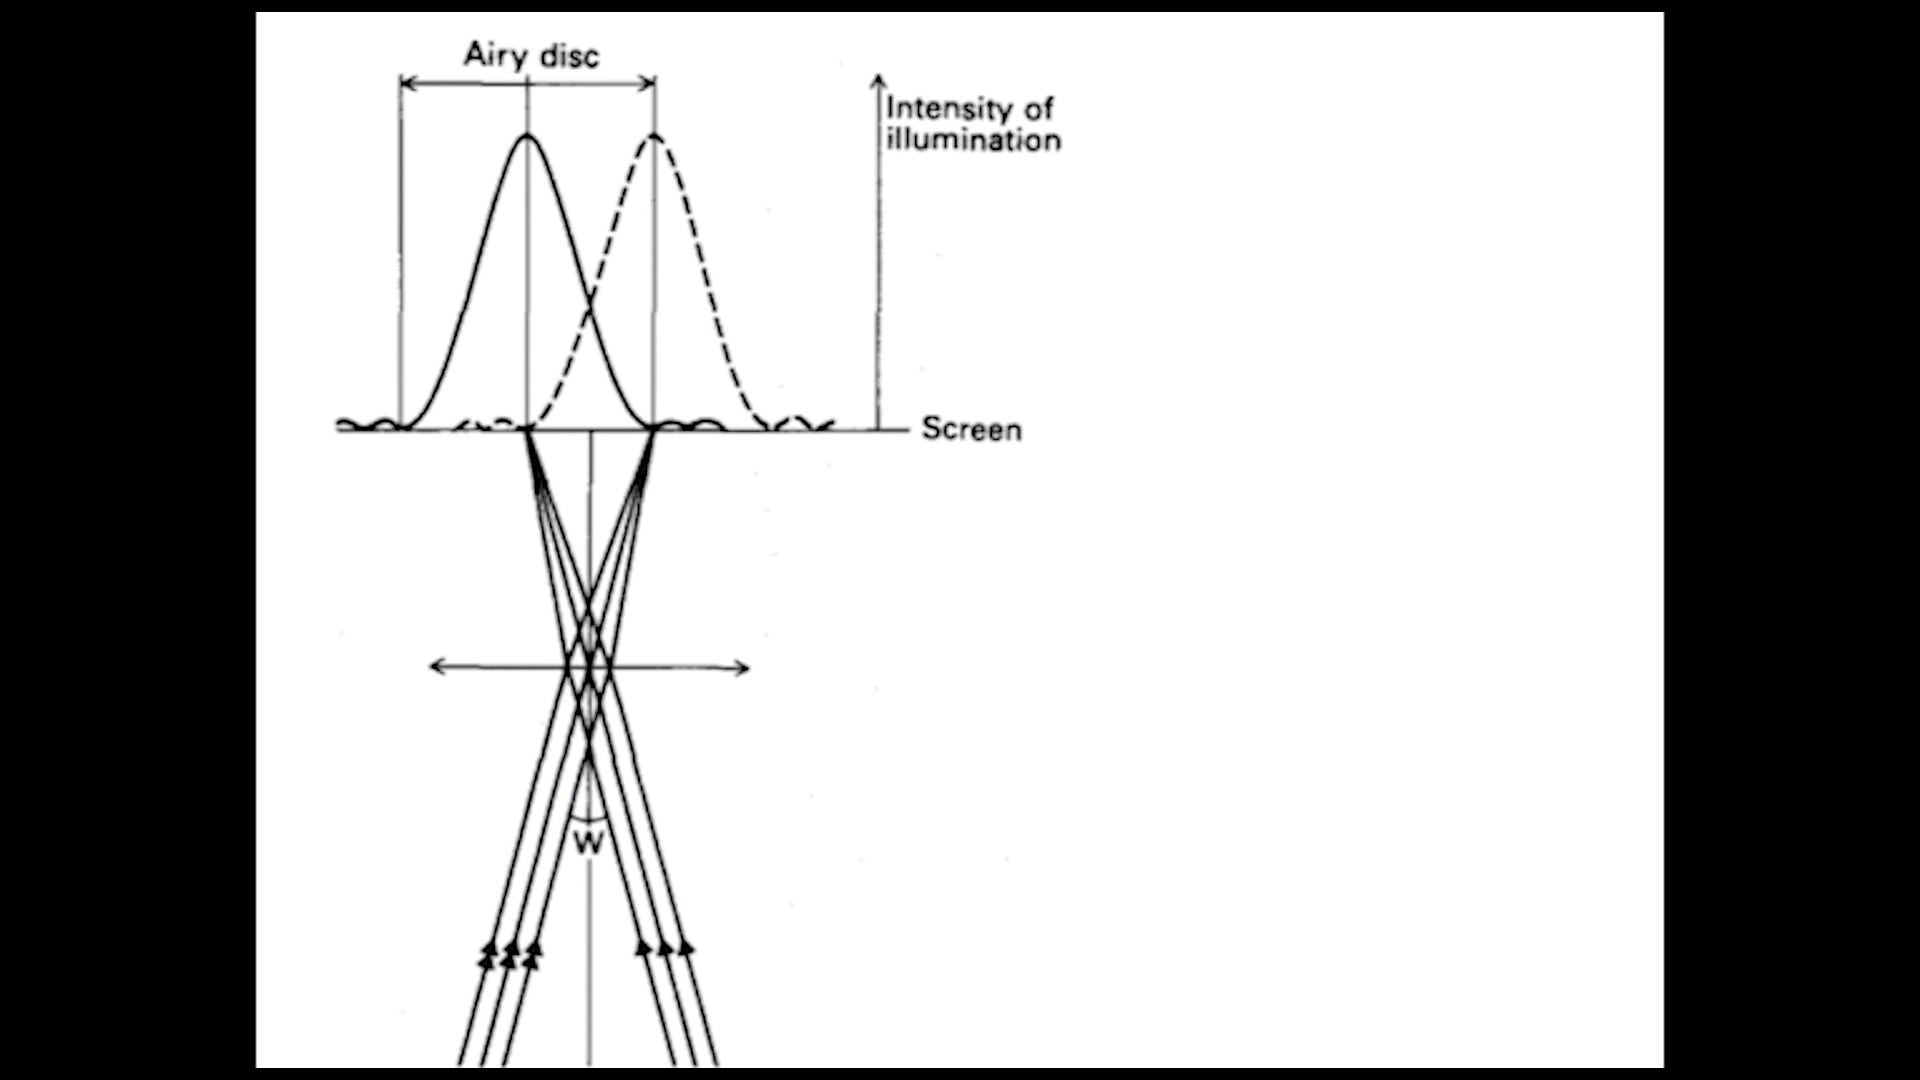 Airy disc
Intensity of
illumination
Screen
W